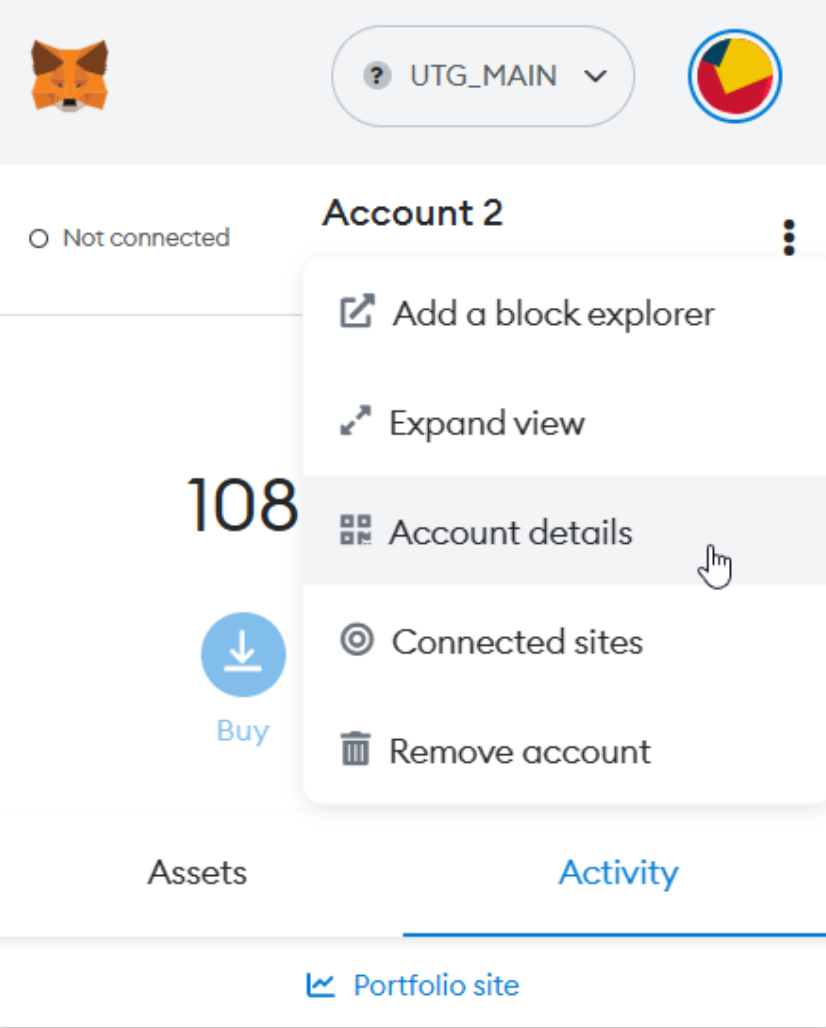 ? UTG_MAIN
Account 2
Not connected
Add a block explorer
Expand view
108
Account details
Connected sites
Buy
Remove account
Assets Activity
Portfolio site